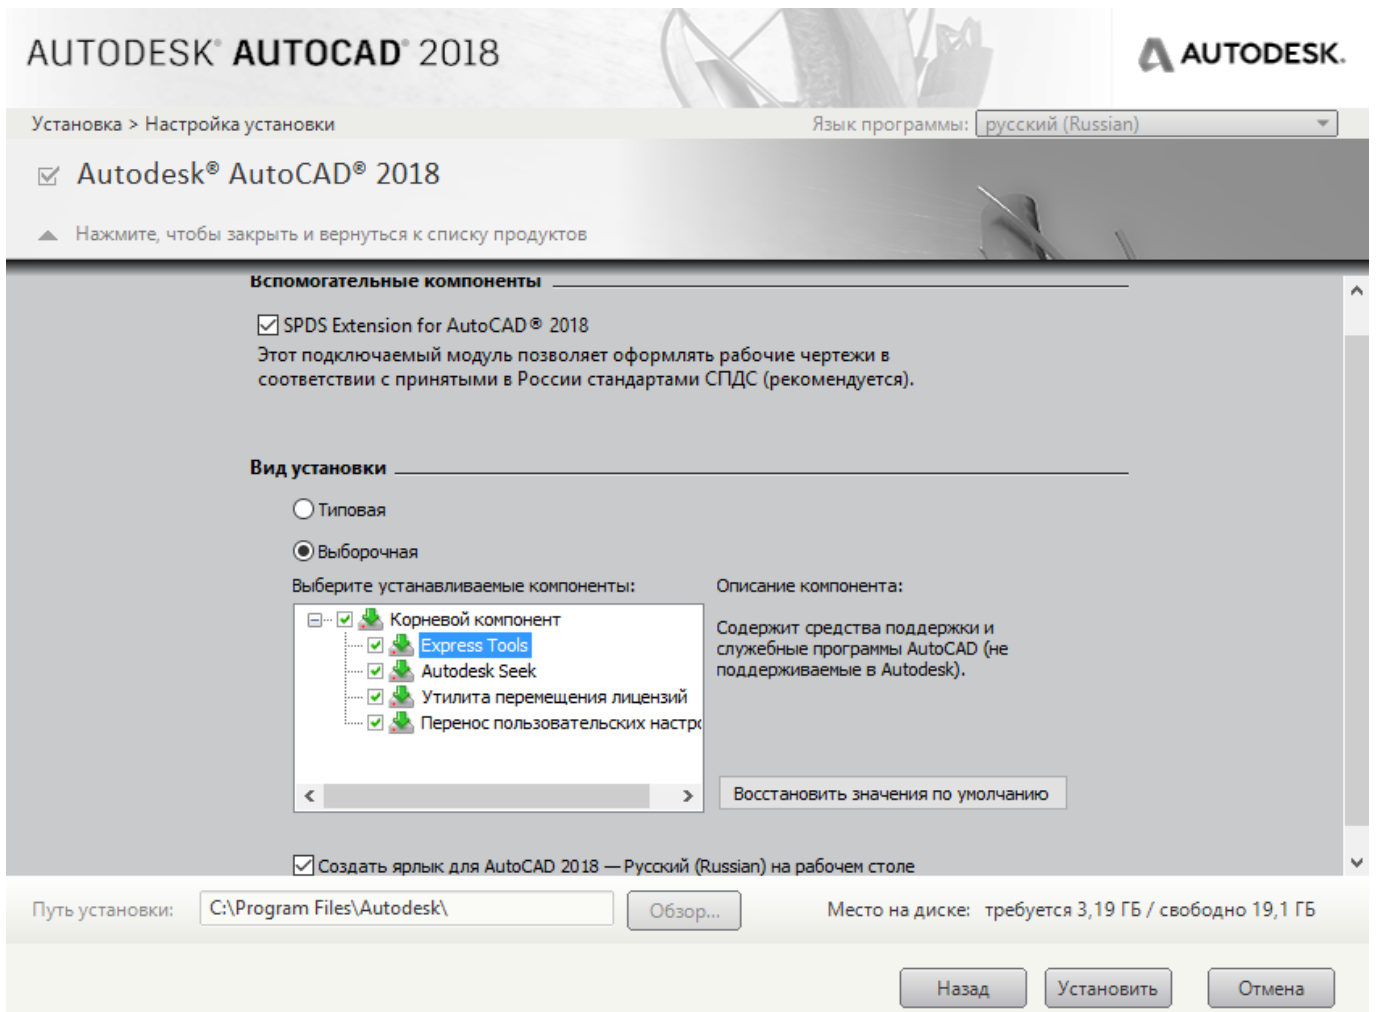 AUTODESK® AUTOCAD® 2018
AUTODESK.
Установка > Настройка установки
Язык программы: русский (Russian)
Autodesk® AutoCAD® 2018
Нажмите, чтобы закрыть и вернуться к списку продуктов
Вспомогательные компоненты
SPDS Extension for AutoCAD® 2018
Этот подключаемый модуль позволяет оформлять рабочие чертежи в
соответствии с принятыми в России стандартами СПДС (рекомендуется).
Вид установки
Типовая
Выборочная
Выберите устанавливаемые компоненты:
Корневой компонент
Express Tools
Autodesk Seek
Утилита перемещения лицензий
Перенос пользовательских настро
Описание компонента:
Содержит средства поддержки и
служебные программы AutoCAD (не
поддерживаемые в Autodesk).
Восстановить значения по умолчанию
Создать ярлык для AutoCAD 2018 — Русский (Russian) на рабочем столе
Путь установки: C:\Program Files\Autodesk\ Обзор...
Место на диске: требуется 3,19 ГБ / свободно 19,1 ГБ
Назад Установить Отмена